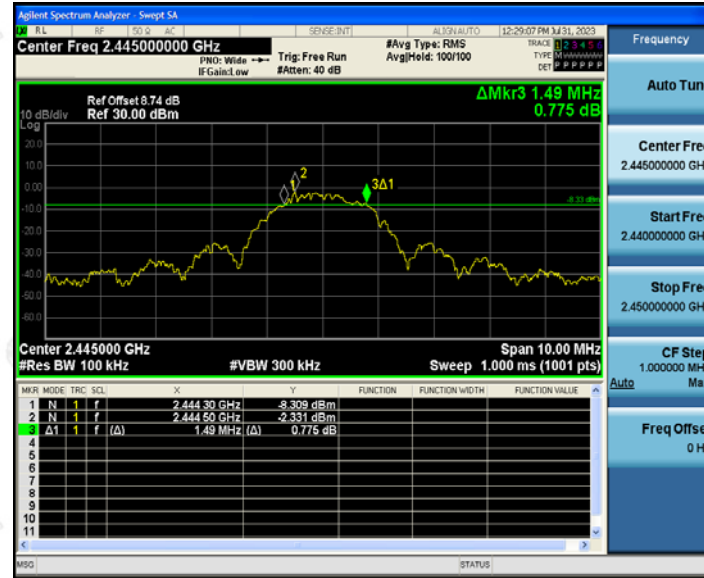 Agilent Spectrum Analyzer - Swept SA
RL RF 50 Ω AC SENSE:INT ALIGNAUTO 12:29:07 PM Jul 31, 2023
Center Freq 2.445000000 GHz
PNO: Wide
IFGain:Low
Trig: Free Run
#Atten: 40 dB
#Avg Type: RMS
Avg|Hold: 100/100
TRACE 1 2 3 4 5 6
TYPE M
DET P P P P P P
ΔMkr3 1.49 MHz
0.775 dB
Ref Offset 8.74 dB
10 dB/div Ref 30.00 dBm
Log
20.0
10.0
0.00
-10.0
-20.0
-30.0
-40.0
-50.0
-60.0
1
2
3Δ1
-8.33 dBm
Center 2.445000 GHz Span 10.00 MHz
#Res BW 100 kHz #VBW 300 kHz Sweep 1.000 ms (1001 pts)
MKR MODE TRC SCL X Y FUNCTION FUNCTION WIDTH FUNCTION VALUE
1 N 1 f 2.444 30 GHz -8.309 dBm
2 N 1 f 2.444 50 GHz -2.331 dBm
3 Δ1 1 f (Δ) 1.49 MHz (Δ) 0.775 dB
4
5
6
7
8
9
10
11
MSG STATUS
Frequency
Auto Tun
Center Fre
2.445000000 GH
Start Fre
2.440000000 GH
Stop Fre
2.450000000 GH
CF Step
1.000000 MH
Auto Ma
Freq Offse
0 H